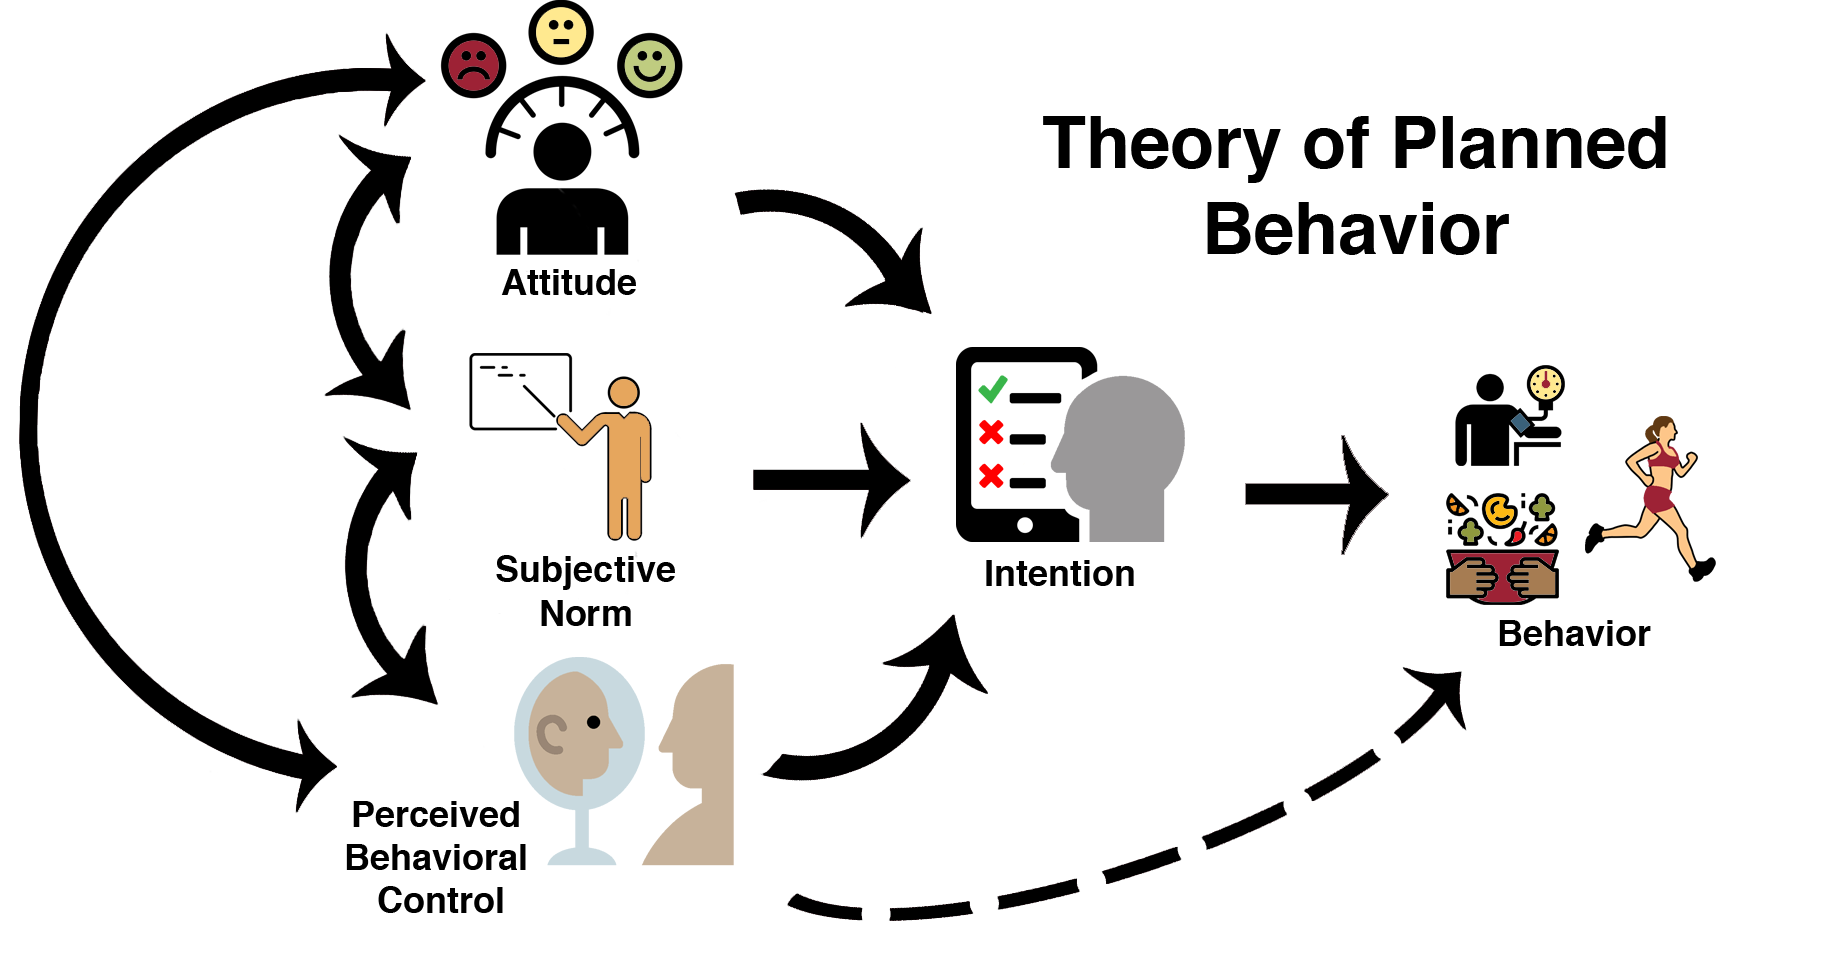 Theory of Planned
Behavior
Attitude
Subjective
Norm
Perceived
Behavioral
Control
Intention
Behavior